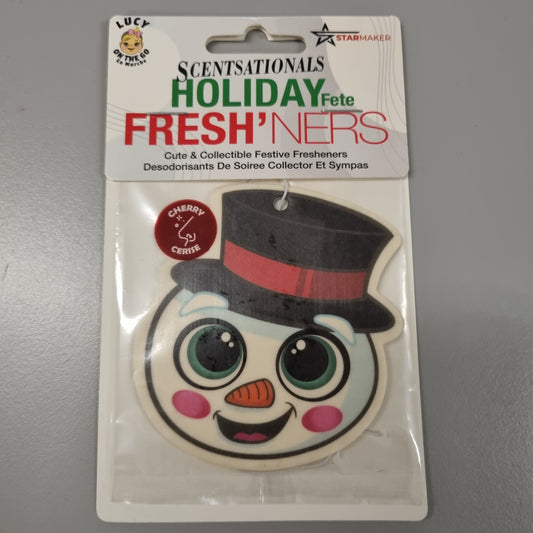 LUCY
ON THE GO
En Marche
STARMAKER
SCENTSATIONALS
HOLIDAY Fete
FRESH'NERS
Cute & Collectible Festive Fresheners
Desodorisants De Soiree Collector Et Sympas
CHERRY
CERISE